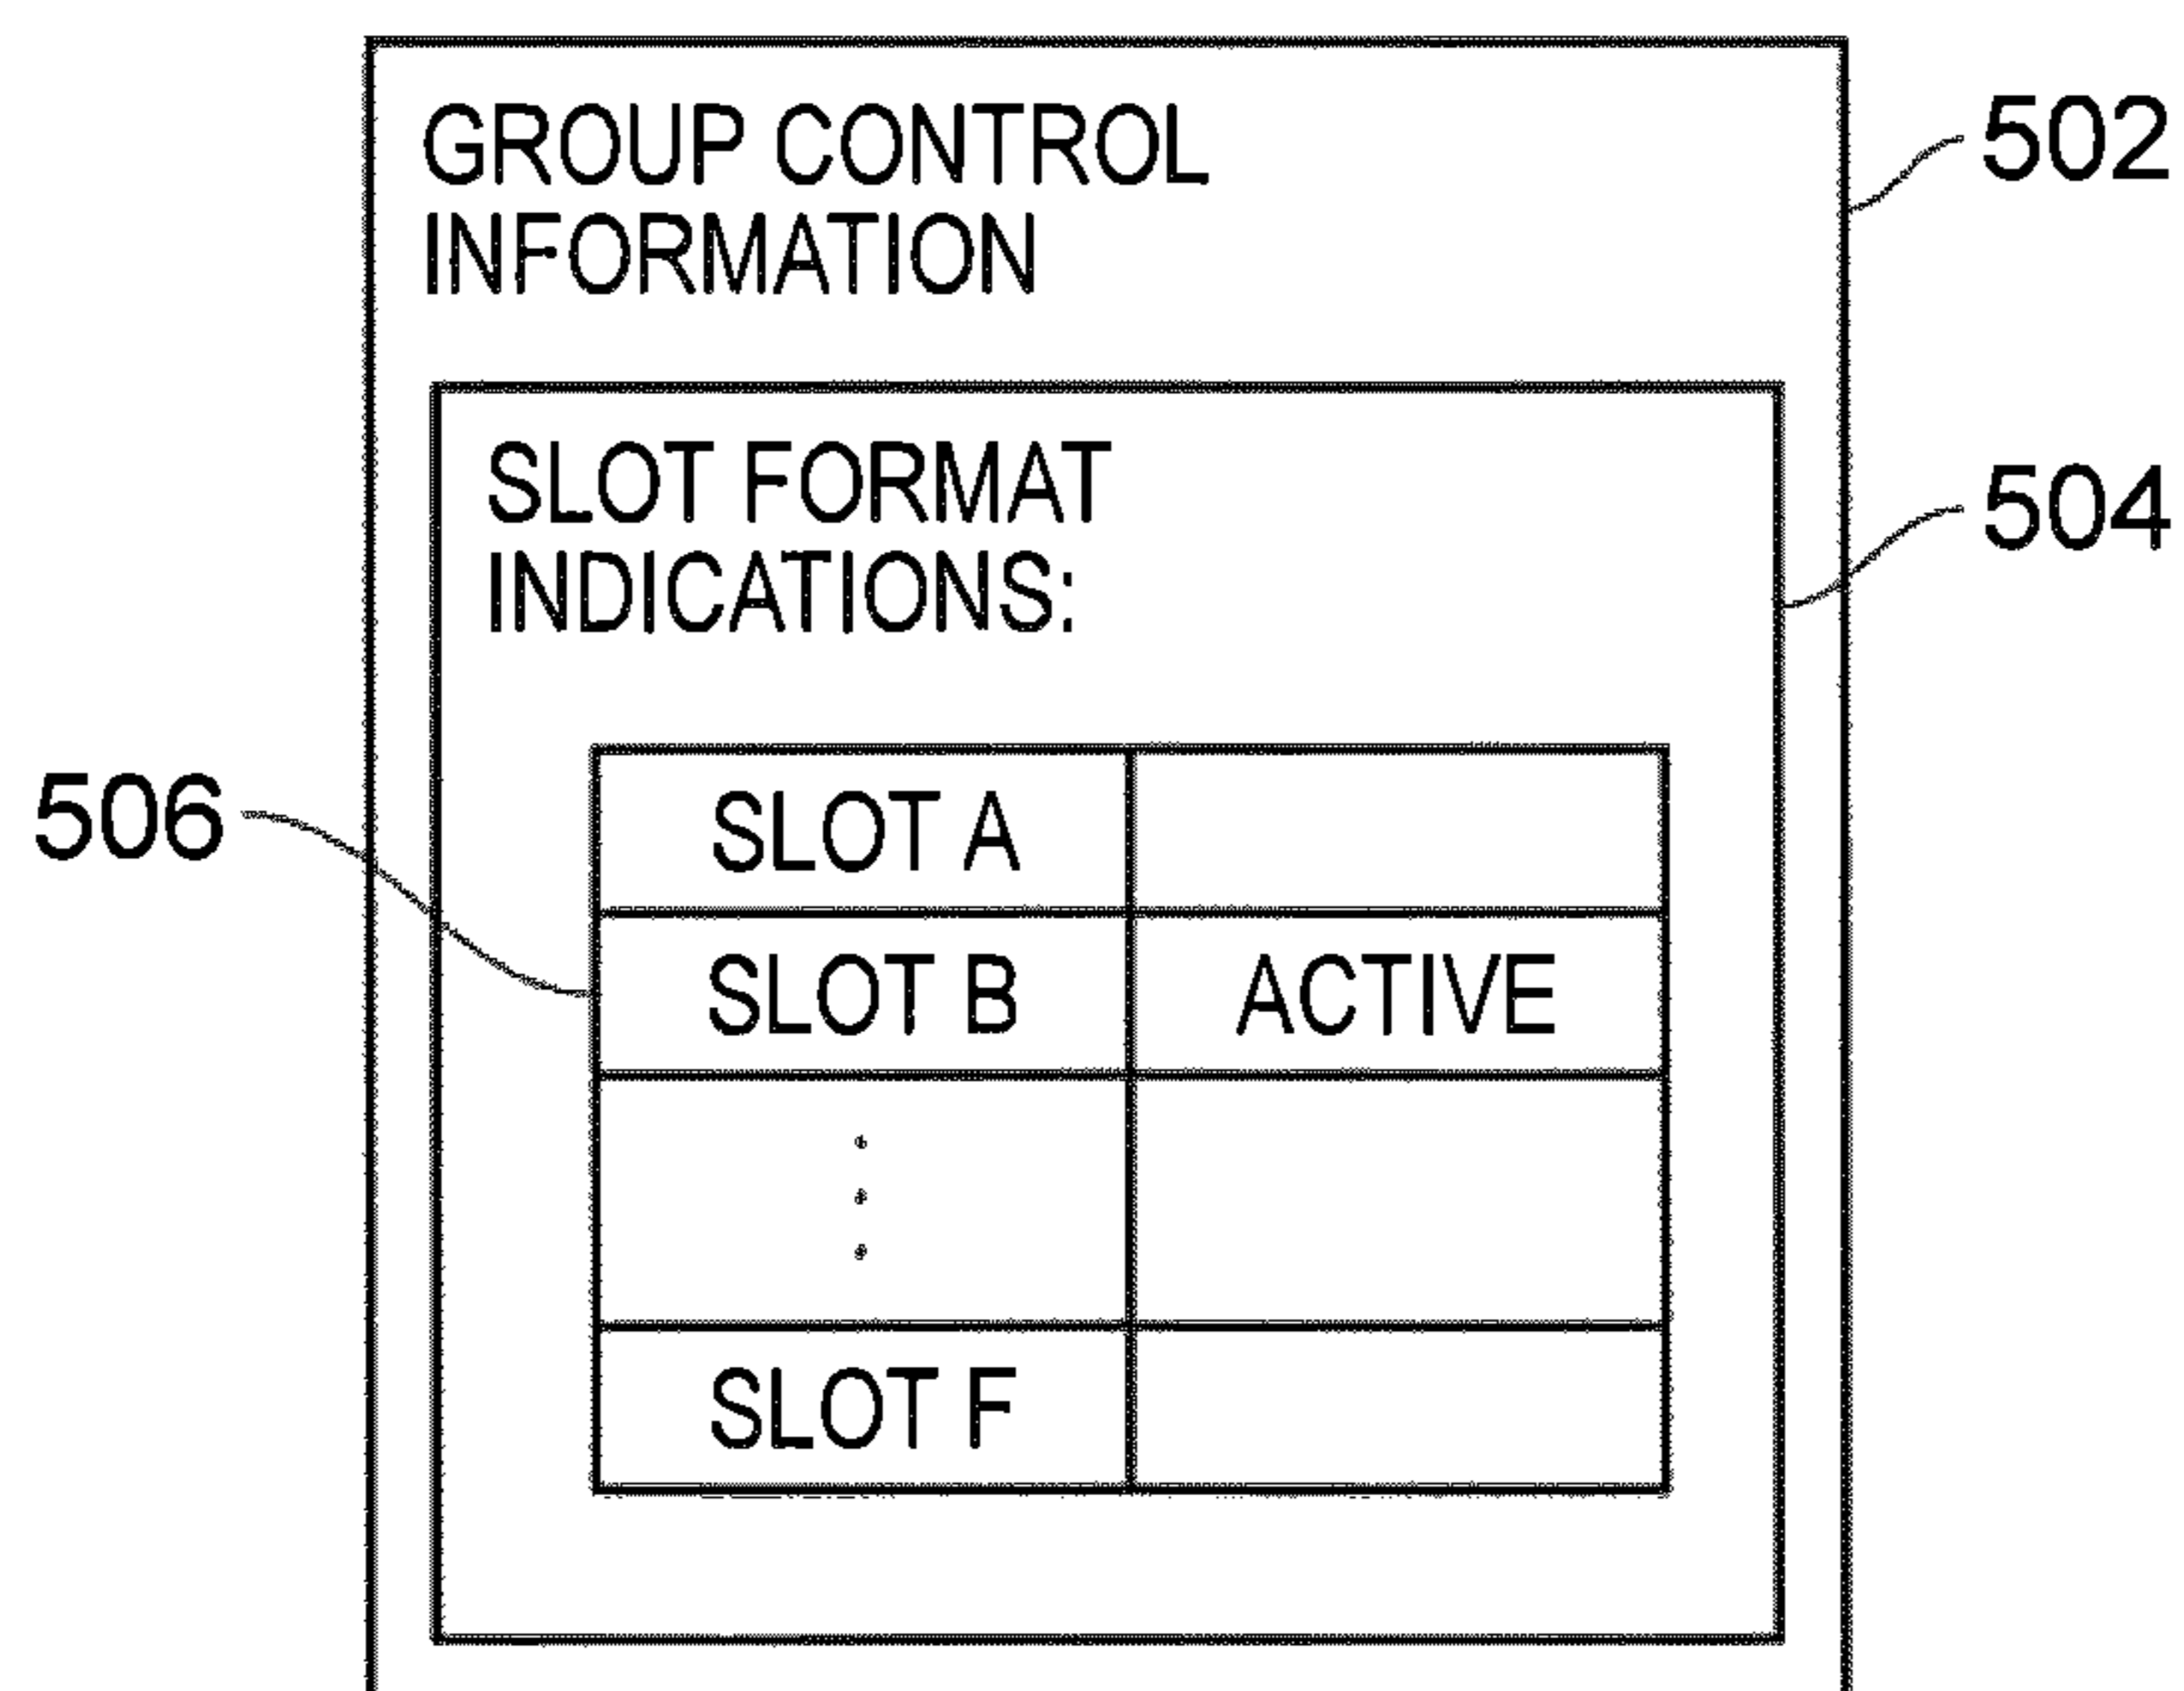 GROUP CONTROL
INFORMATION
502
SLOT FORMAT
INDICATIONS:
504
506
SLOT A
SLOT B ACTIVE
SLOT F